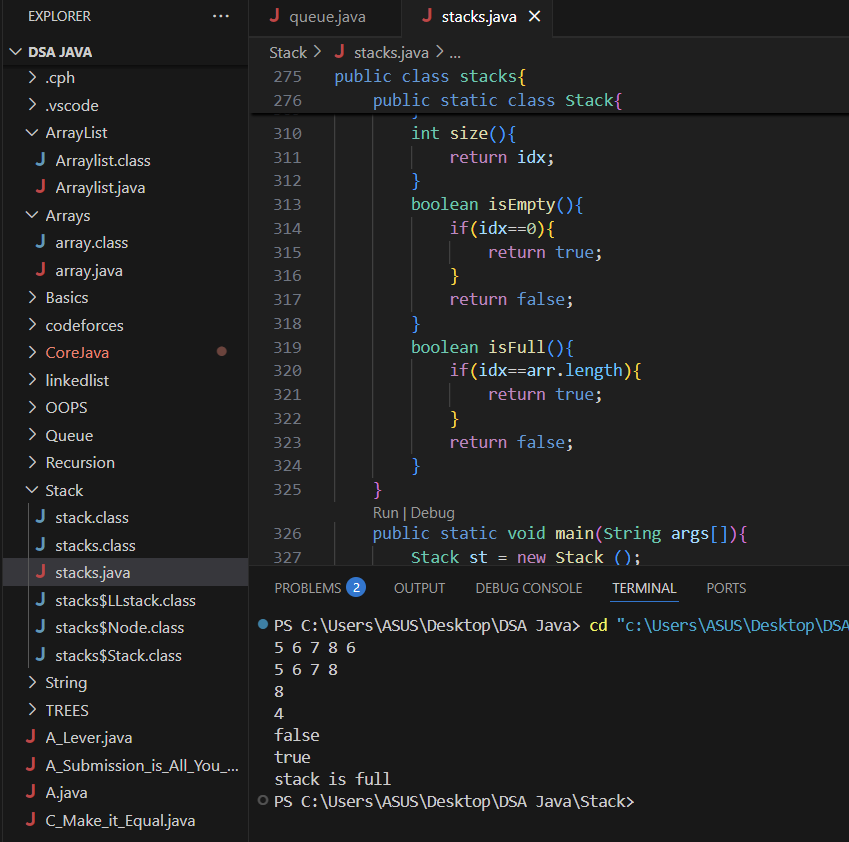 EXPLORER
...
DSA JAVA
.cph
.vscode
ArrayList
J Arraylist.class
J Arraylist.java
Arrays
J array.class
J array.java
Basics
codeforces
CoreJava
linkedlist
OOPS
Queue
Recursion
Stack
J stack.class
J stacks.class
J stacks.java
J stacks$LLstack.class
J stacks$Node.class
J stacks$Stack.class
String
TREES
J A_Lever.java
J A_Submission_is_All_You_...
J A.java
J C_Make_it_Equal.java
J queue.java
J stacks.java
Stack > J stacks.java > ...
275 public class stacks{
276 public static class Stack{
310 int size(){
311 return idx;
312 }
313 boolean isEmpty(){
314 if(idx==0){
315 return true;
316 }
317 return false;
318 }
319 boolean isFull(){
320 if(idx==arr.length){
321 return true;
322 }
323 return false;
324 }
325 }
Run | Debug
326 public static void main(String args[]){
327 Stack st = new Stack ();
PROBLEMS 2 OUTPUT DEBUG CONSOLE TERMINAL PORTS
PS C:\Users\ASUS\Desktop\DSA Java> cd "c:\Users\ASUS\Desktop\DSA
5 6 7 8 6
5 6 7 8
8
4
false
true
stack is full
PS C:\Users\ASUS\Desktop\DSA Java\Stack>